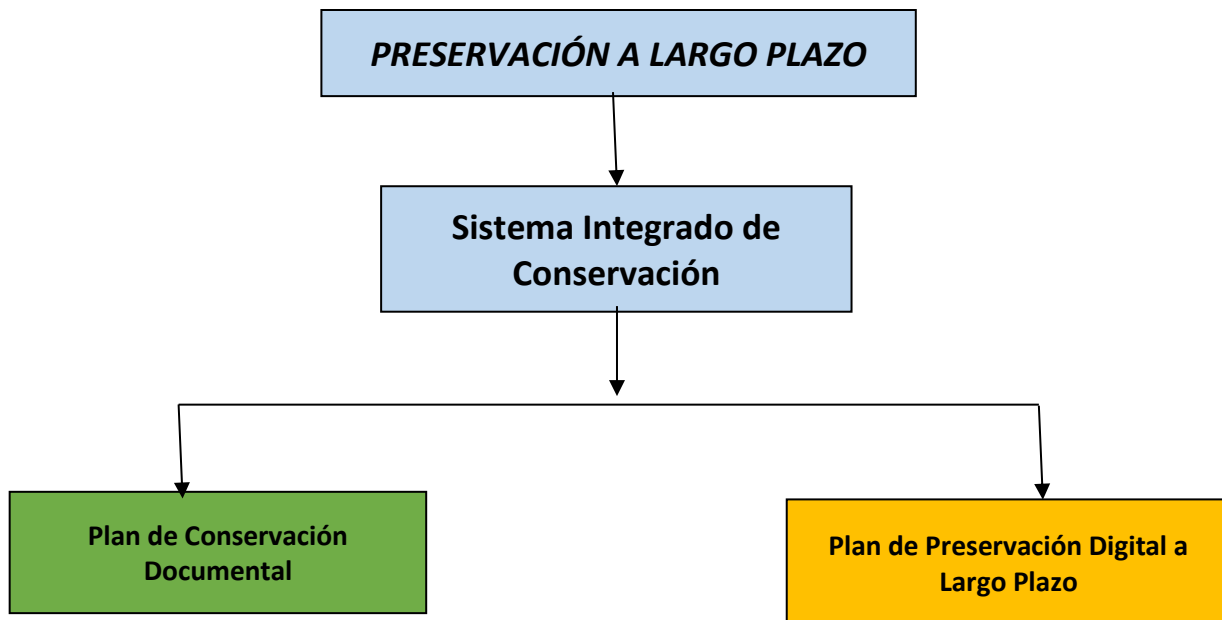 PRESERVACIÓN A LARGO PLAZO
Sistema Integrado de
Conservación
Plan de Conservación
Documental
Plan de Preservación Digital a
Largo Plazo